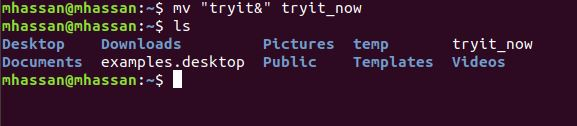 mhassan@mhassan:~$ mv "tryit&" tryit_now
mhassan@mhassan:~$ ls
Desktop Downloads Pictures temp tryit_now
Documents examples.desktop Public Templates Videos
mhassan@mhassan:~$